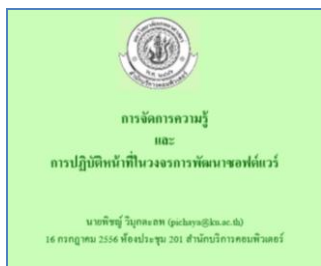 การจัดการความรู้
และ
การปฏิบัติหน้าที่ในวงจรการพัฒนาซอฟต์แวร์
นายพิชญ์ วิมุกตะลพ (pichaya@ku.ac.th)
16 กรกฎาคม 2556 ห้องประชุม 201 สำนักบริการคอมพิวเตอร์